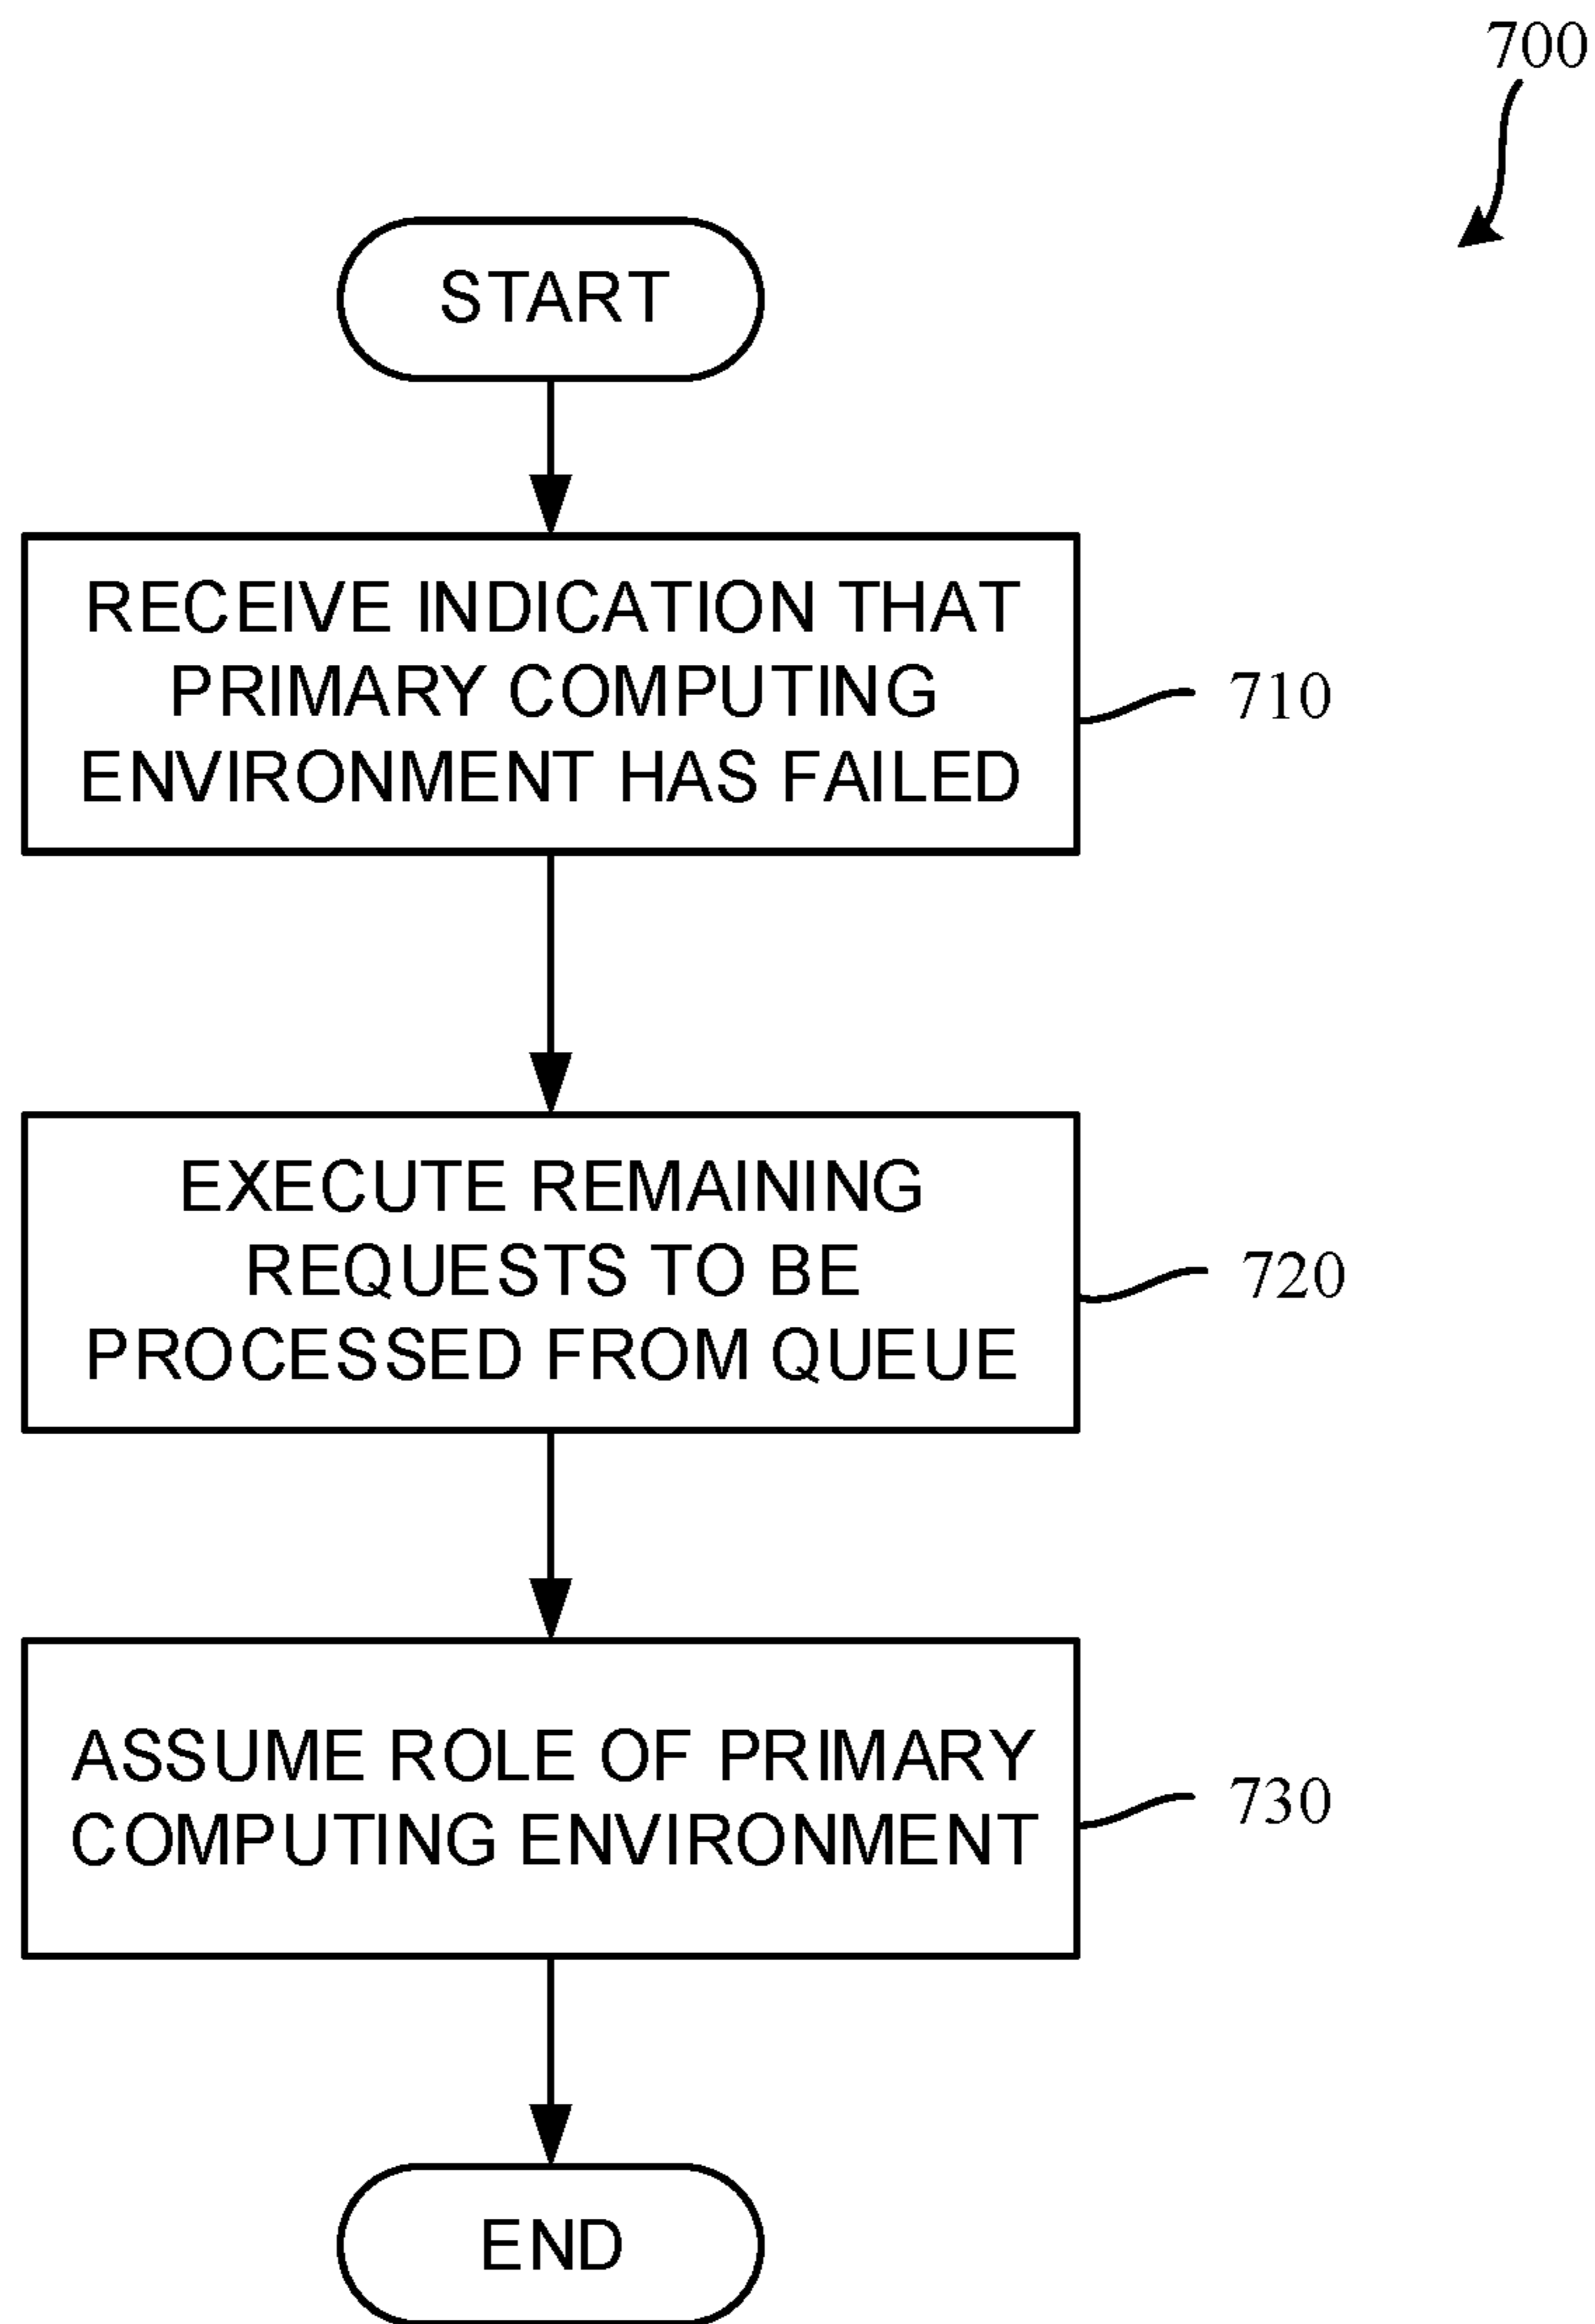 700
START
RECEIVE INDICATION THAT
PRIMARY COMPUTING
ENVIRONMENT HAS FAILED
710
EXECUTE REMAINING
REQUESTS TO BE
PROCESSED FROM QUEUE
720
ASSUME ROLE OF PRIMARY
COMPUTING ENVIRONMENT
730
END